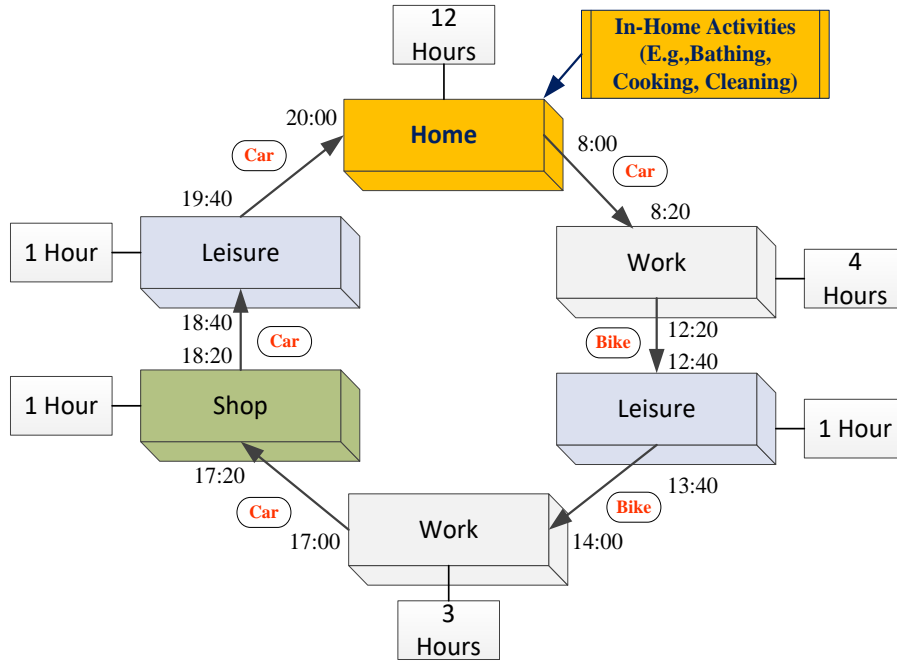 12
Hours
In-Home Activities
(E.g.,Bathing,
Cooking, Cleaning)
20:00
Home
8:00
Car
Car
19:40
8:20
1 Hour
Leisure
Work
4
Hours
18:40
Car
18:20
Bike
12:20
12:40
1 Hour
Shop
Leisure
1 Hour
17:20
13:40
Car
Bike
17:00
Work
14:00
3
Hours